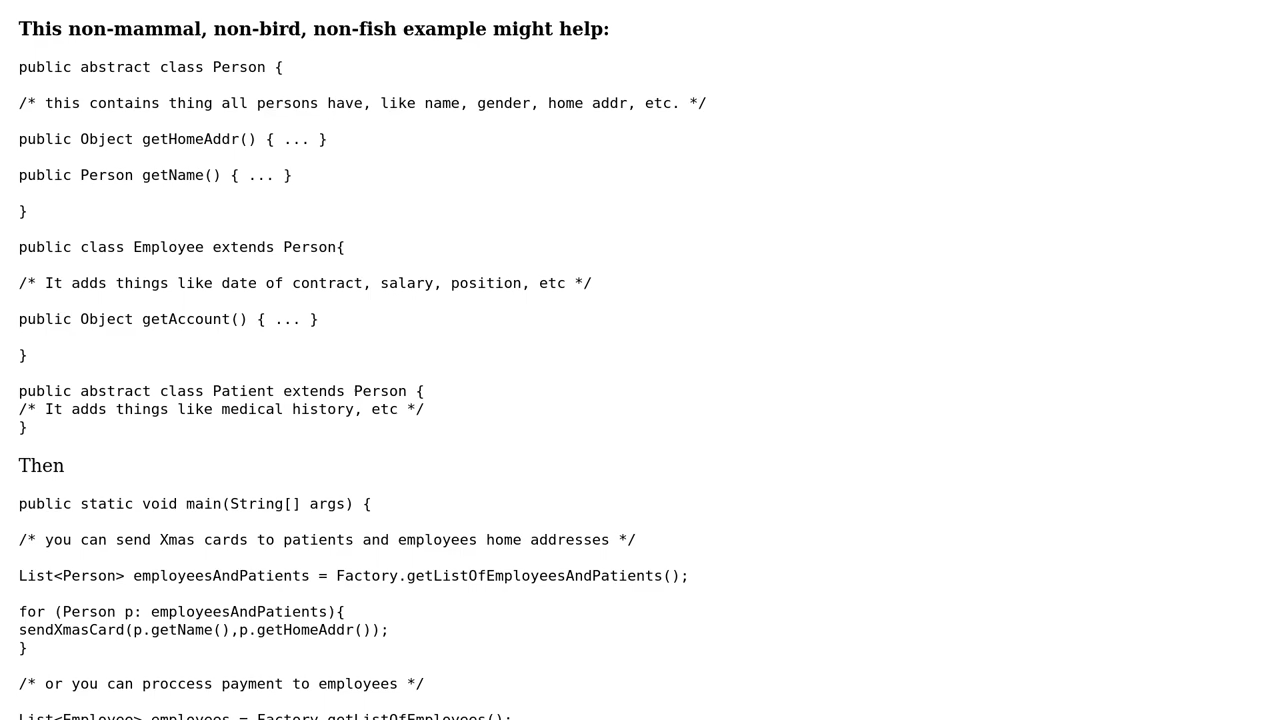 This non-mammal, non-bird, non-fish example might help:
public abstract class Person {
/* this contains thing all persons have, like name, gender, home addr, etc. */
public Object getHomeAddr() { ... }
public Person getName() { ... }
}
public class Employee extends Person{
/* It adds things like date of contract, salary, position, etc */
public Object getAccount() { ... }
}
public abstract class Patient extends Person {
/* It adds things like medical history, etc */
}
Then
public static void main(String[] args) {
/* you can send Xmas cards to patients and employees home addresses */
List<Person> employeesAndPatients = Factory.getListOfEmployeesAndPatients();
for (Person p: employeesAndPatients){
sendXmasCard(p.getName(),p.getHomeAddr());
}
/* or you can proccess payment to employees */
List<Employee> employees = Factory.getListOfEmployees();